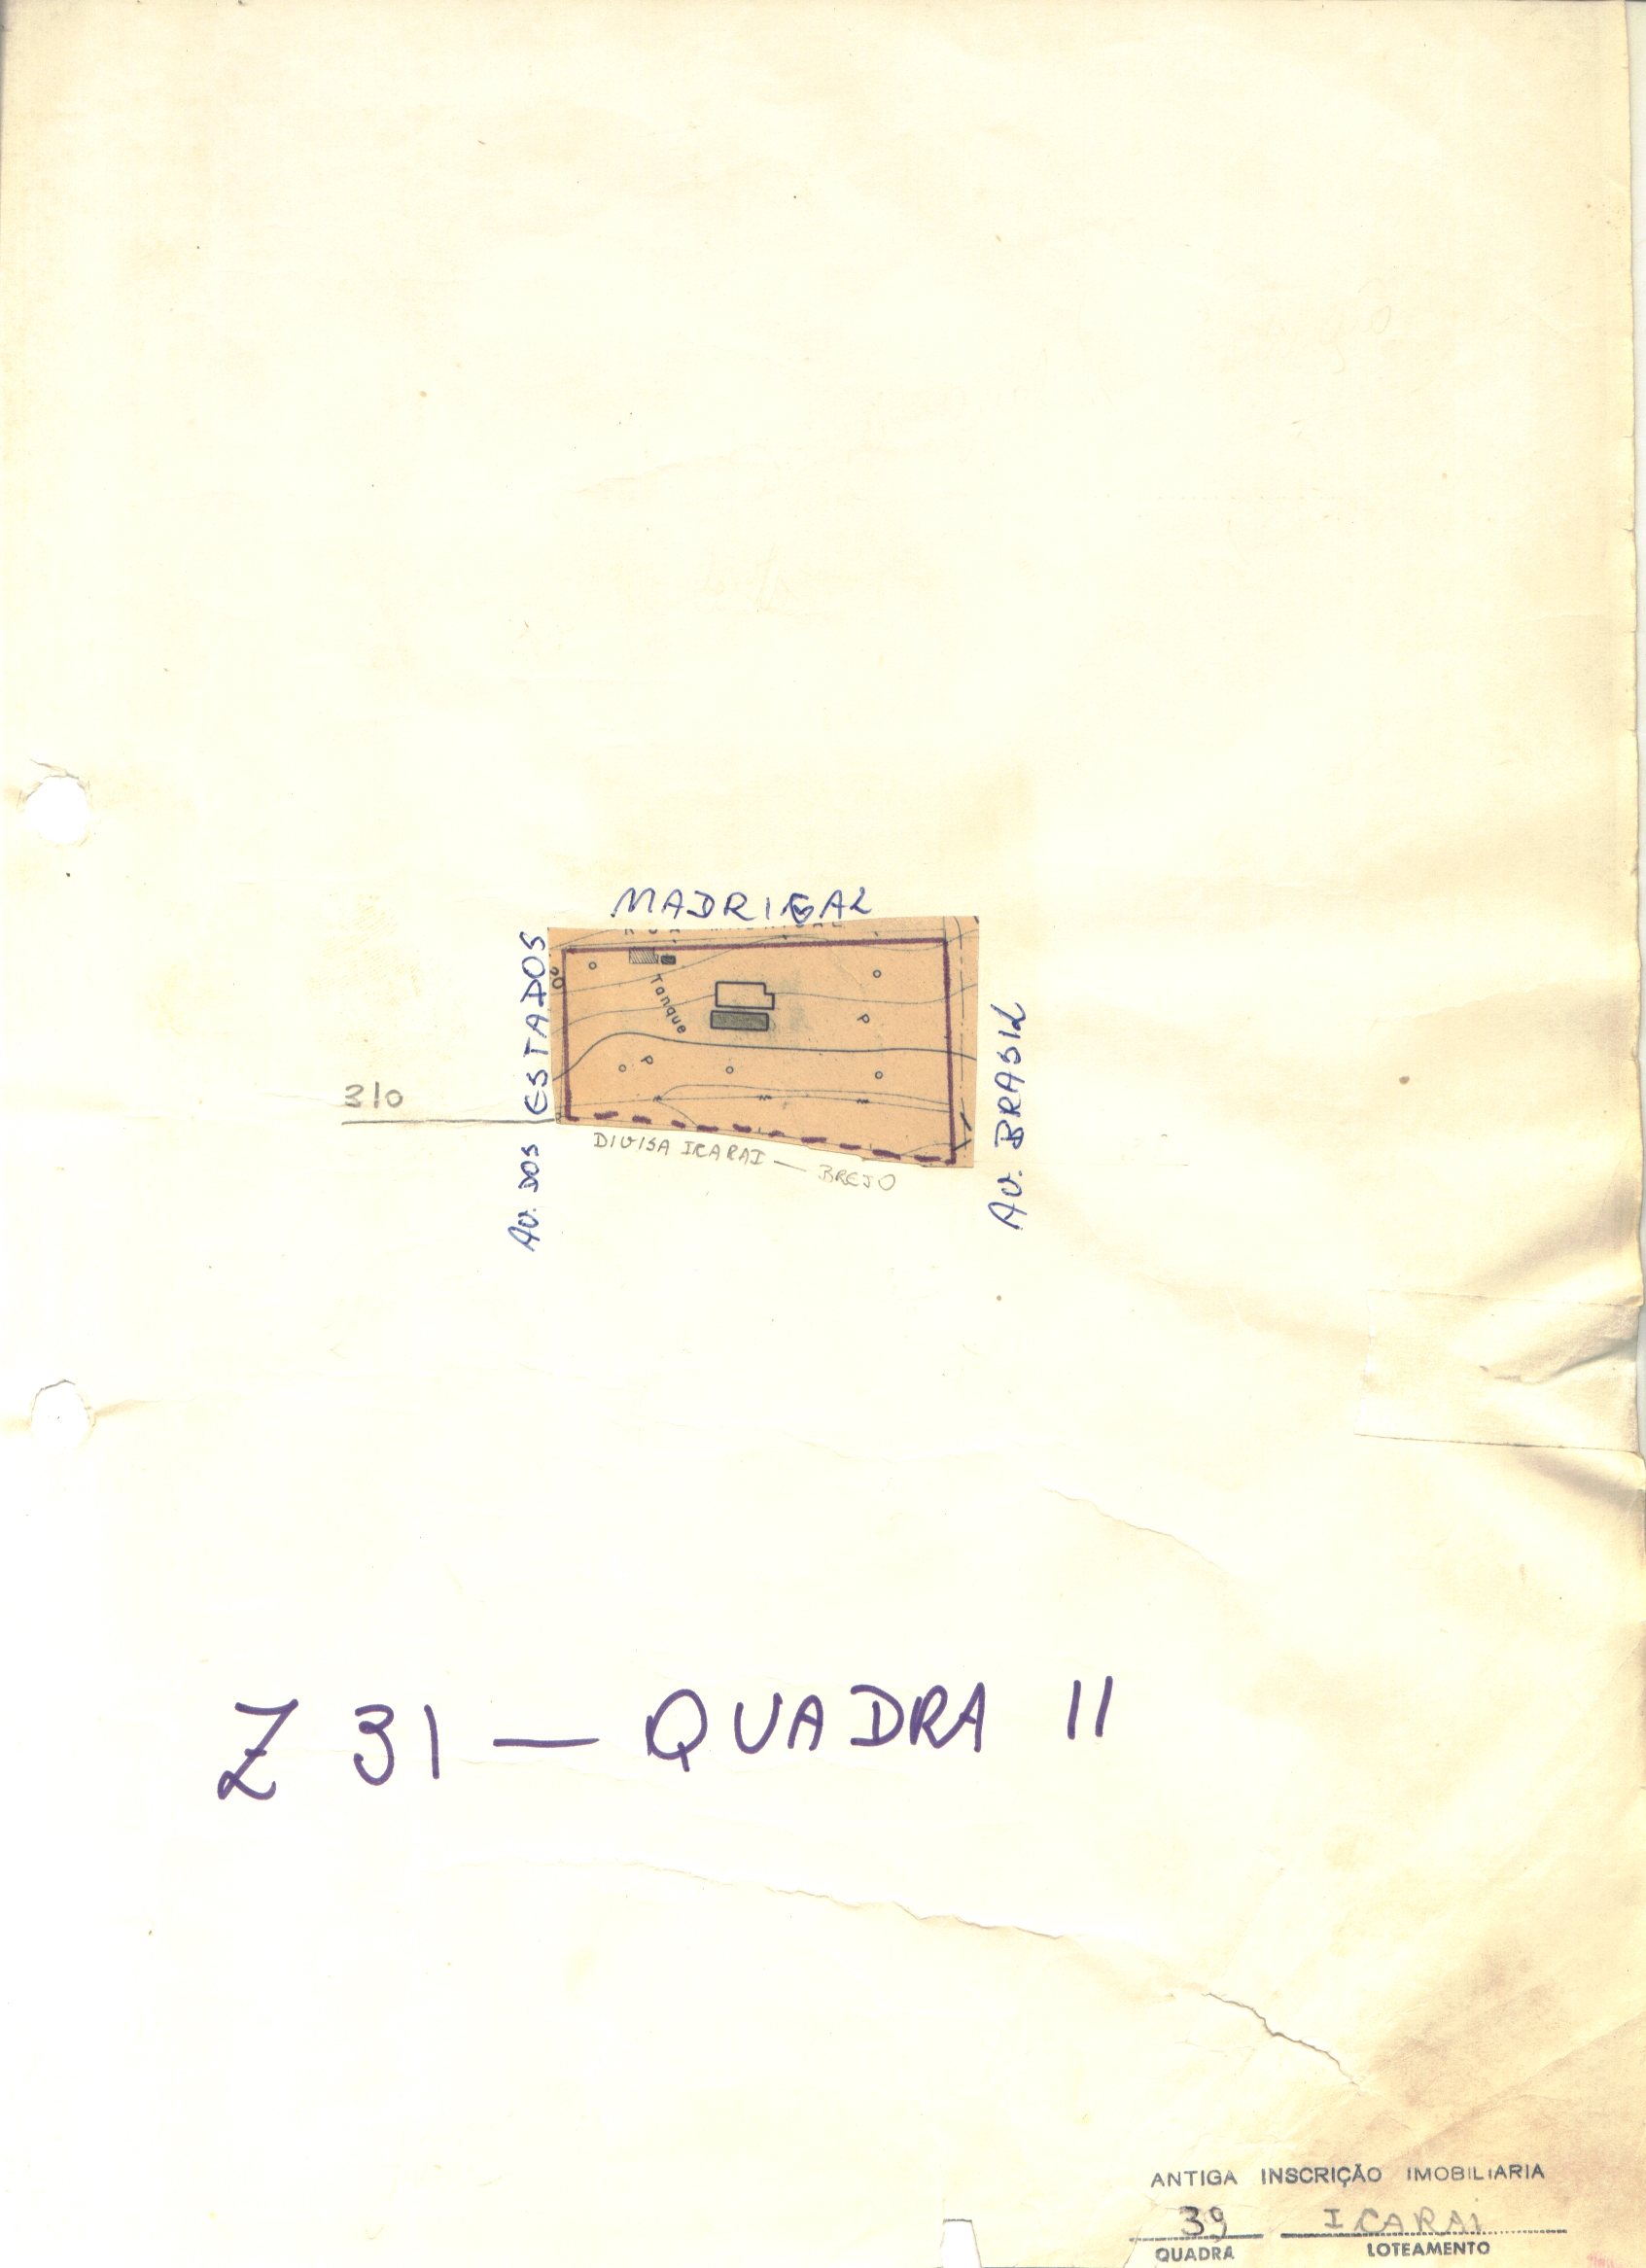 MADRIGAL
AV. DOS ESTADOS
Tanque
P
P
AV. BRASIL
310
DIVISA ICARAI — BREJO
Z 31 — QUADRA 11
ANTIGA INSCRIÇÃO IMOBILIARIA
39 ICARAI
QUADRA LOTEAMENTO